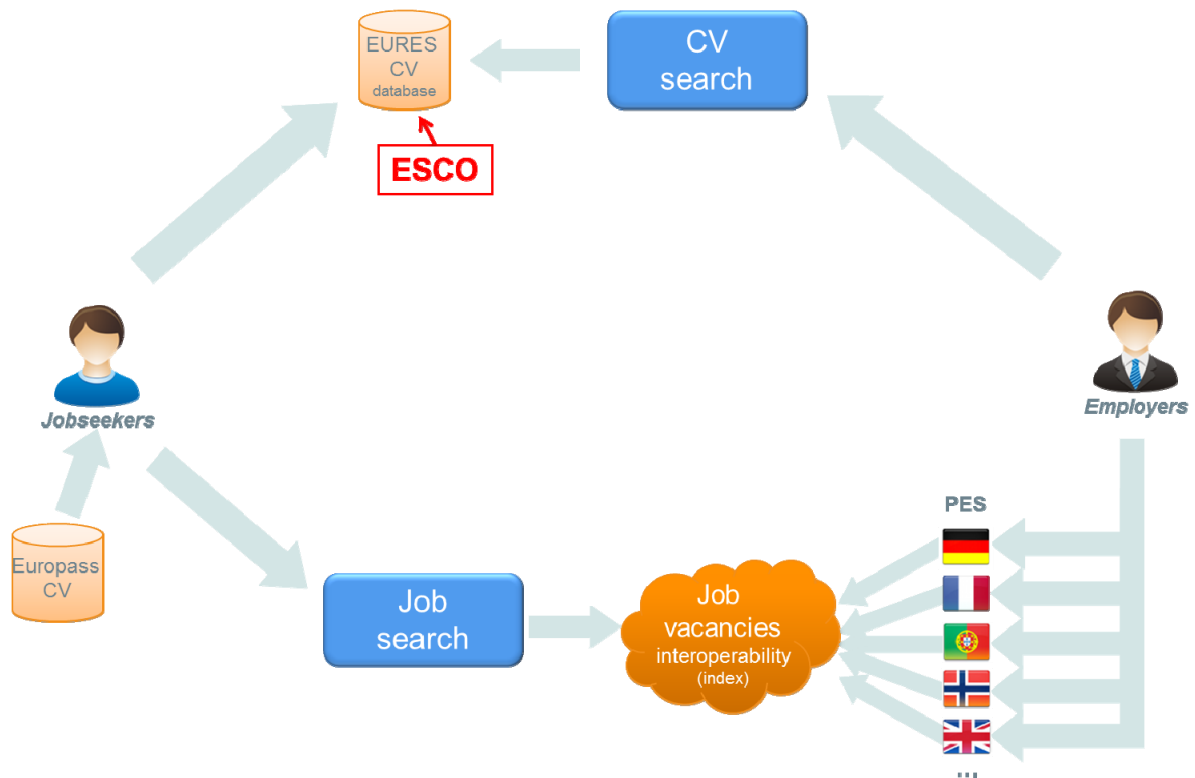 EURES
CV
database
CV
search
ESCO
Jobseekers
Employers
Europass
CV
Job
search
Job
vacancies
interoperability
(index)
PES
...